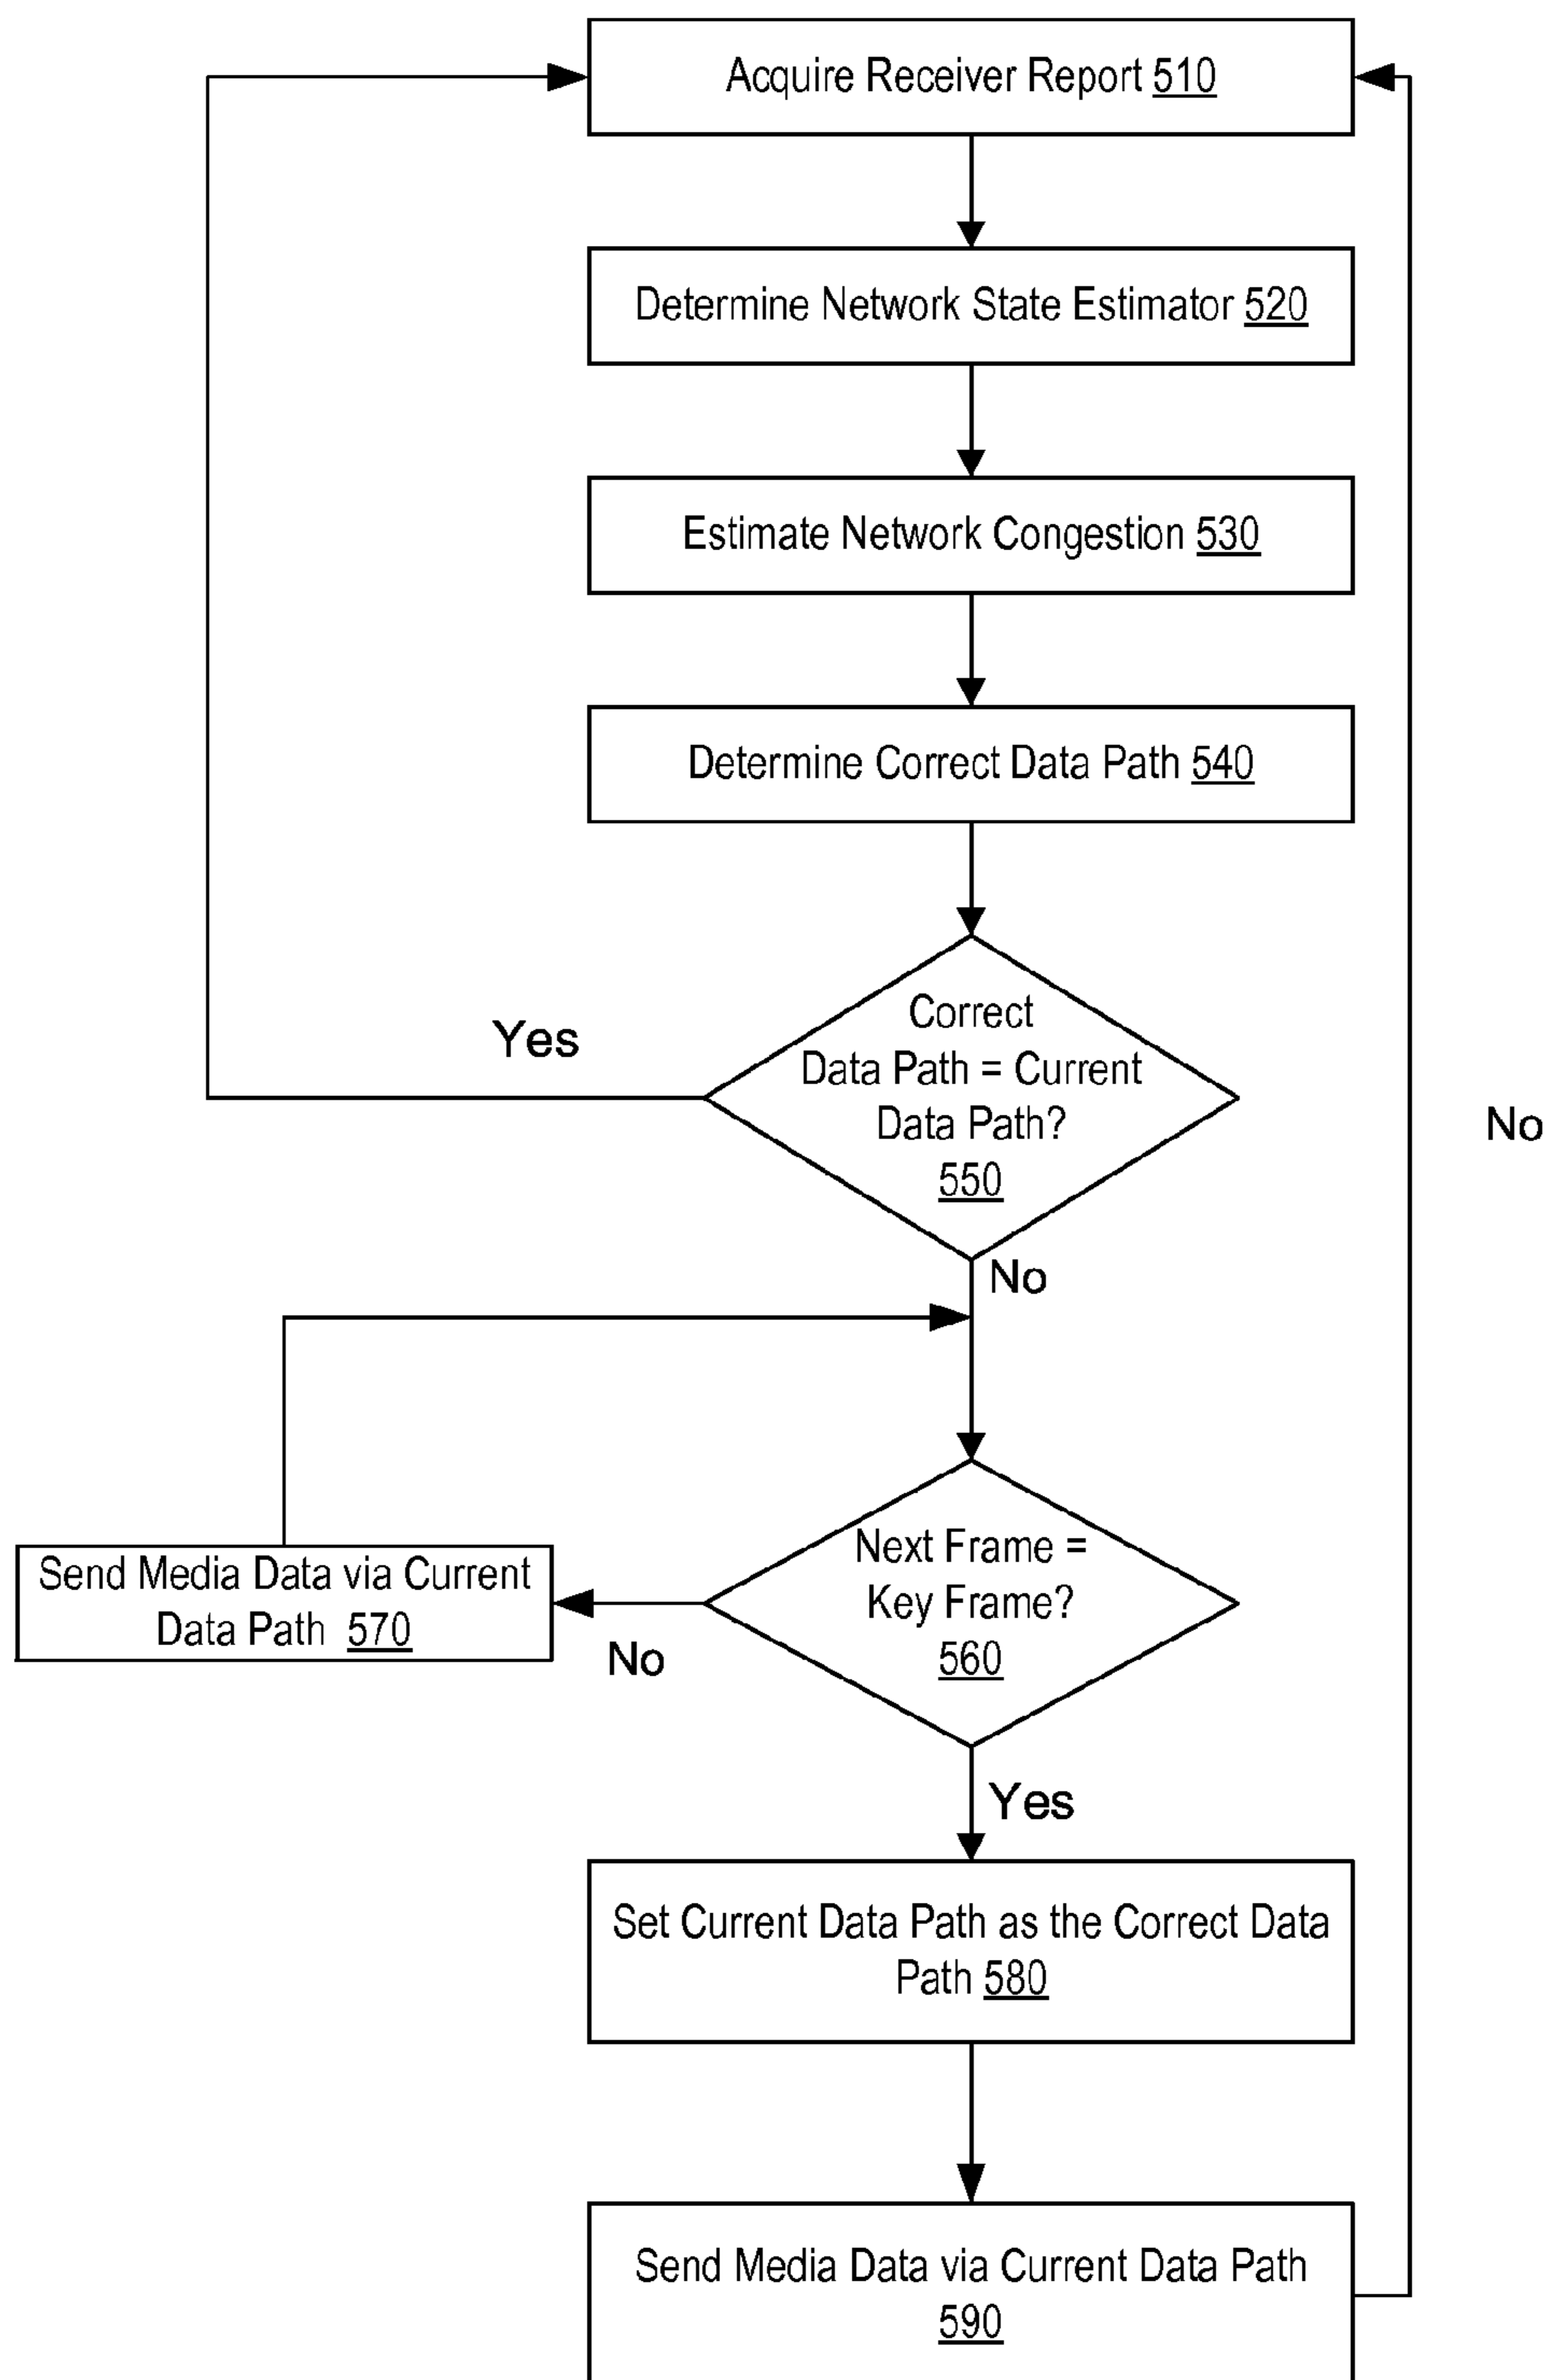 Acquire Receiver Report 510
Determine Network State Estimator 520
Estimate Network Congestion 530
Determine Correct Data Path 540
Correct
Data Path = Current
Data Path?
550
Yes
No
No
Next Frame =
Key Frame?
560
Send Media Data via Current
Data Path 570
No
Yes
Set Current Data Path as the Correct Data
Path 580
Send Media Data via Current Data Path
590